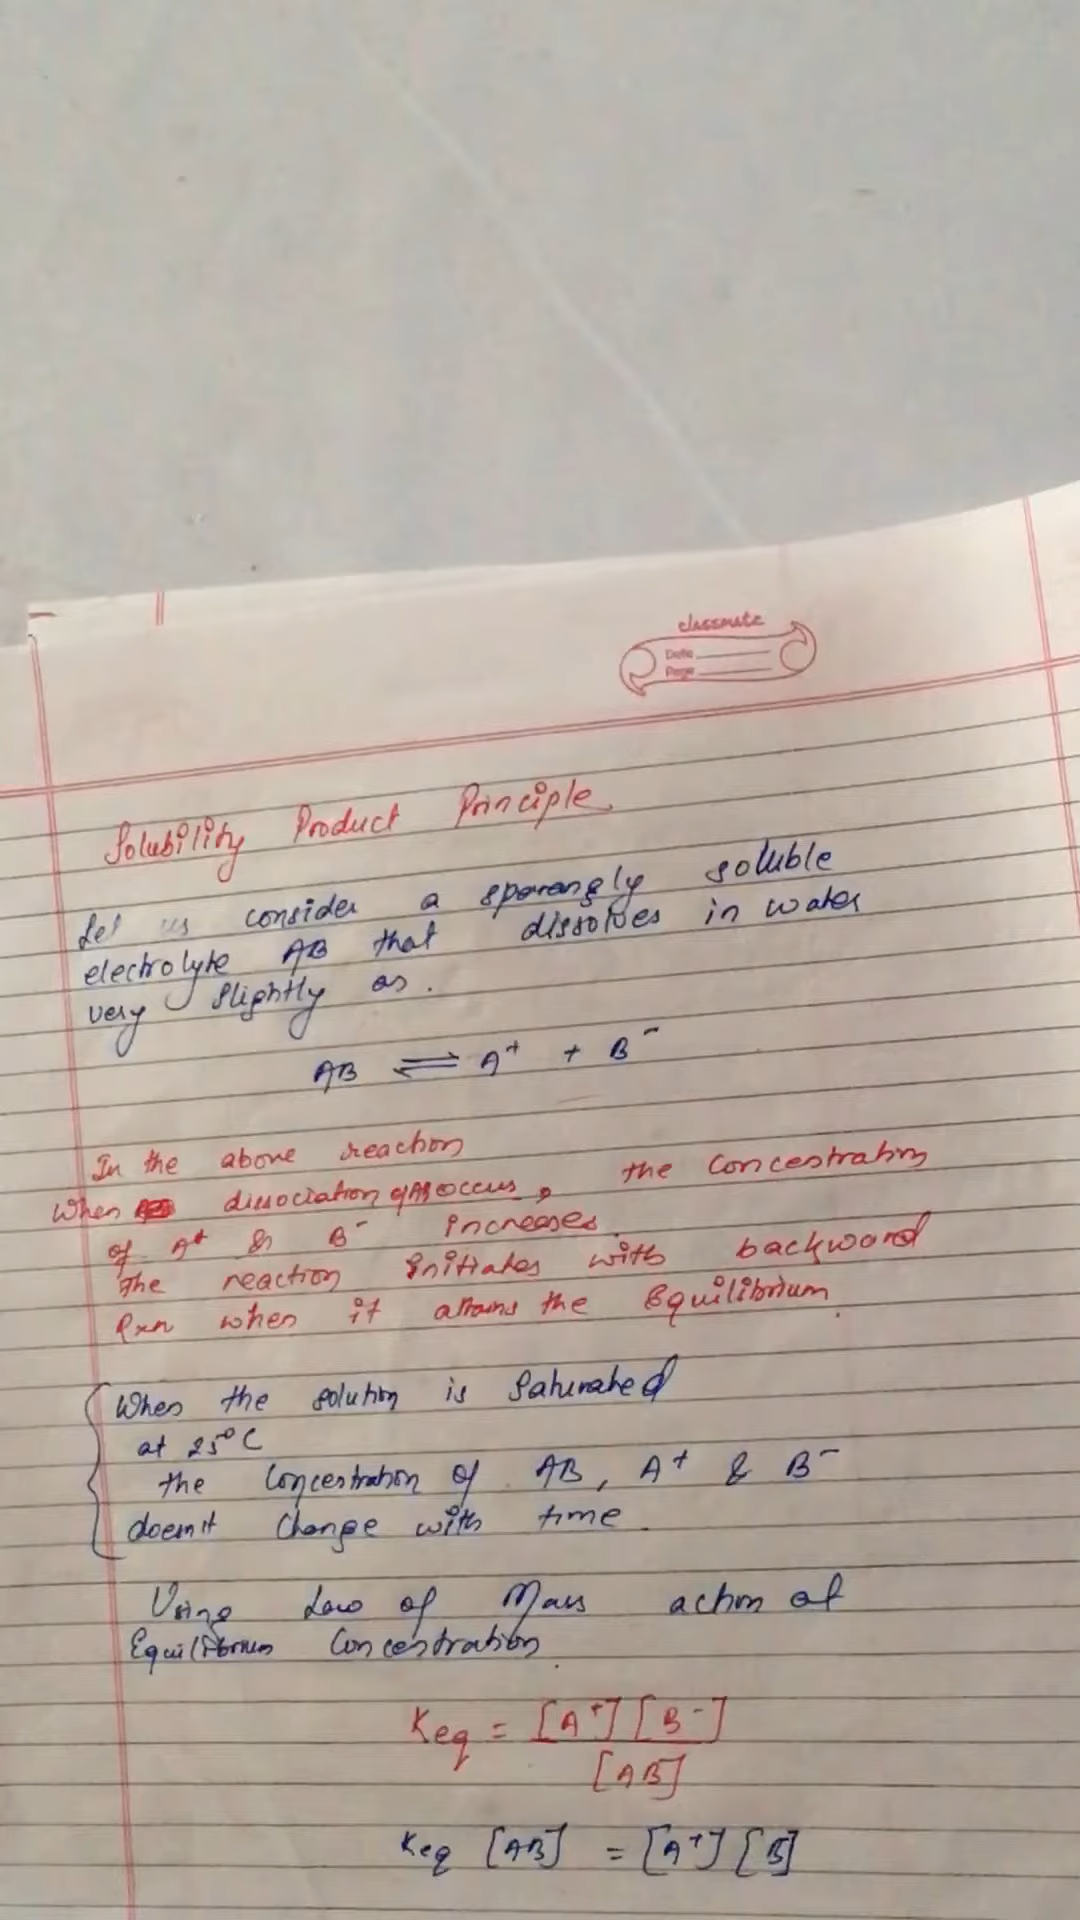 classmate
Date
Page
Solubility Product Principle.
Let us consider a sparengly soluble
electrolyte AB that dissolves in water
very slightly as.
AB ⇌ A⁺ + B⁻
In the above reaction
When dissociation of AB occurs, the concentration
of A⁺ & B⁻ increases.
The reaction initiates with backward
Rxn when it attains the Equilibrium.
When the solution is Saturated
at 25°C
the concentration of AB, A⁺ & B⁻
doesn't change with time.
Using Law of Mass action at
Equilibrium Concentration.
Keq = [A⁺] [B⁻]
[AB]
Keq [AB] = [A⁺] [B]